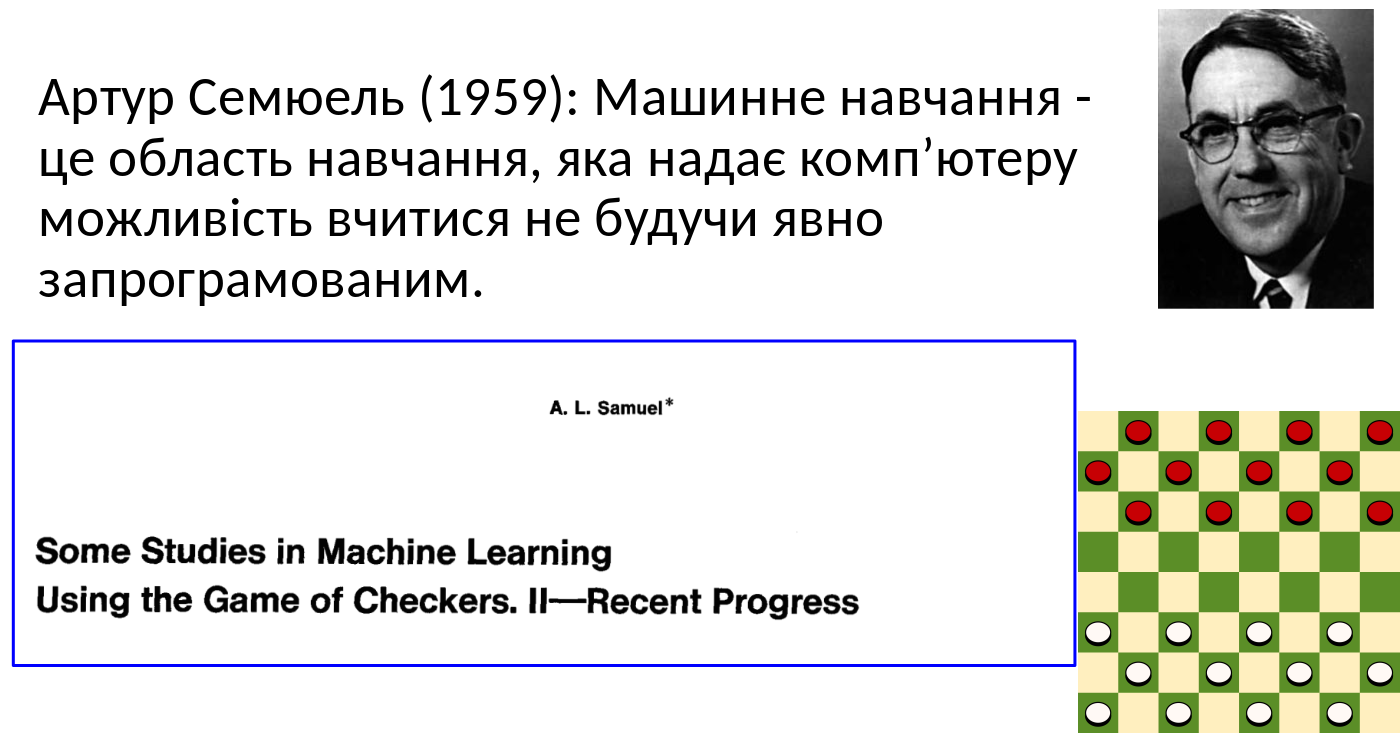 Артур Семюель (1959): Машинне навчання -
це область навчання, яка надає комп’ютеру
можливість вчитися не будучи явно
запрограмованим.
A. L. Samuel*
Some Studies in Machine Learning
Using the Game of Checkers. II—Recent Progress